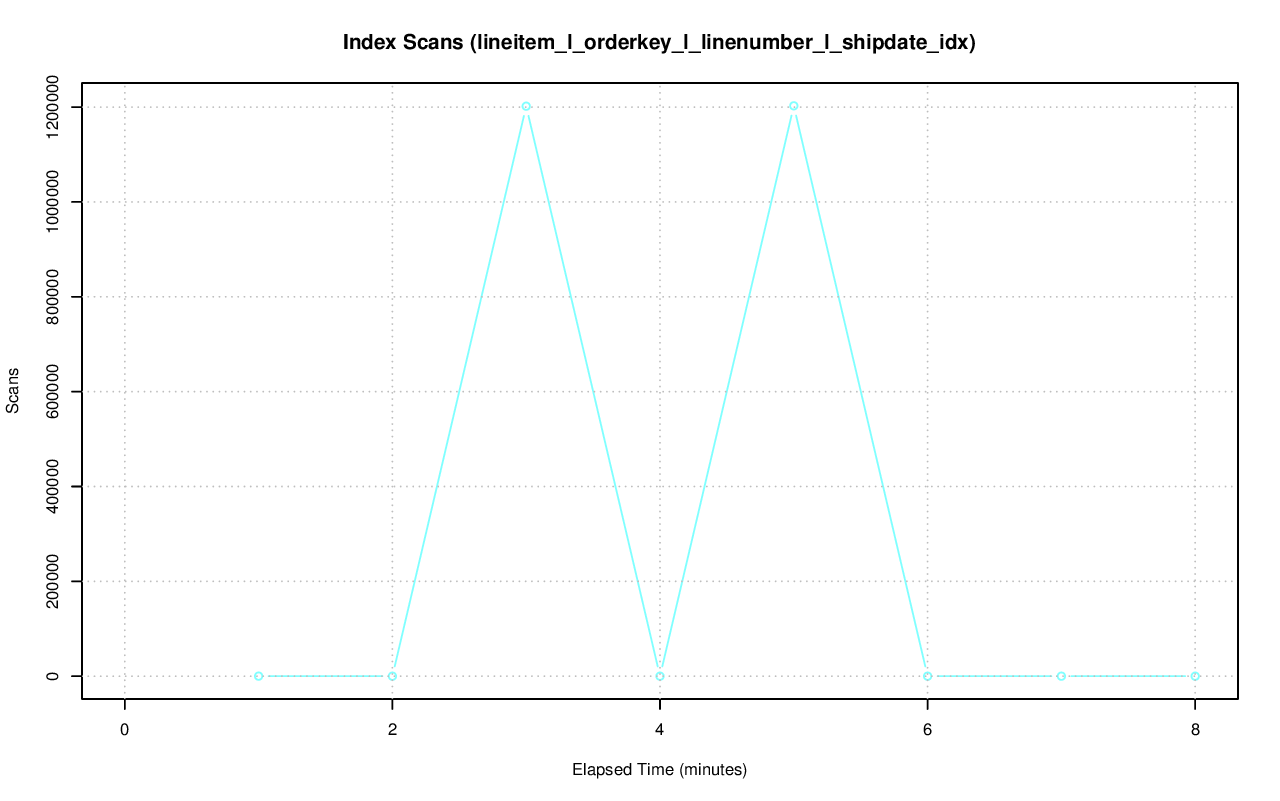 Index Scans (lineitem_l_orderkey_l_linenumber_l_shipdate_idx)
1200000
1000000
800000
600000
400000
200000
0
Scans
0 2 4 6 8
Elapsed Time (minutes)